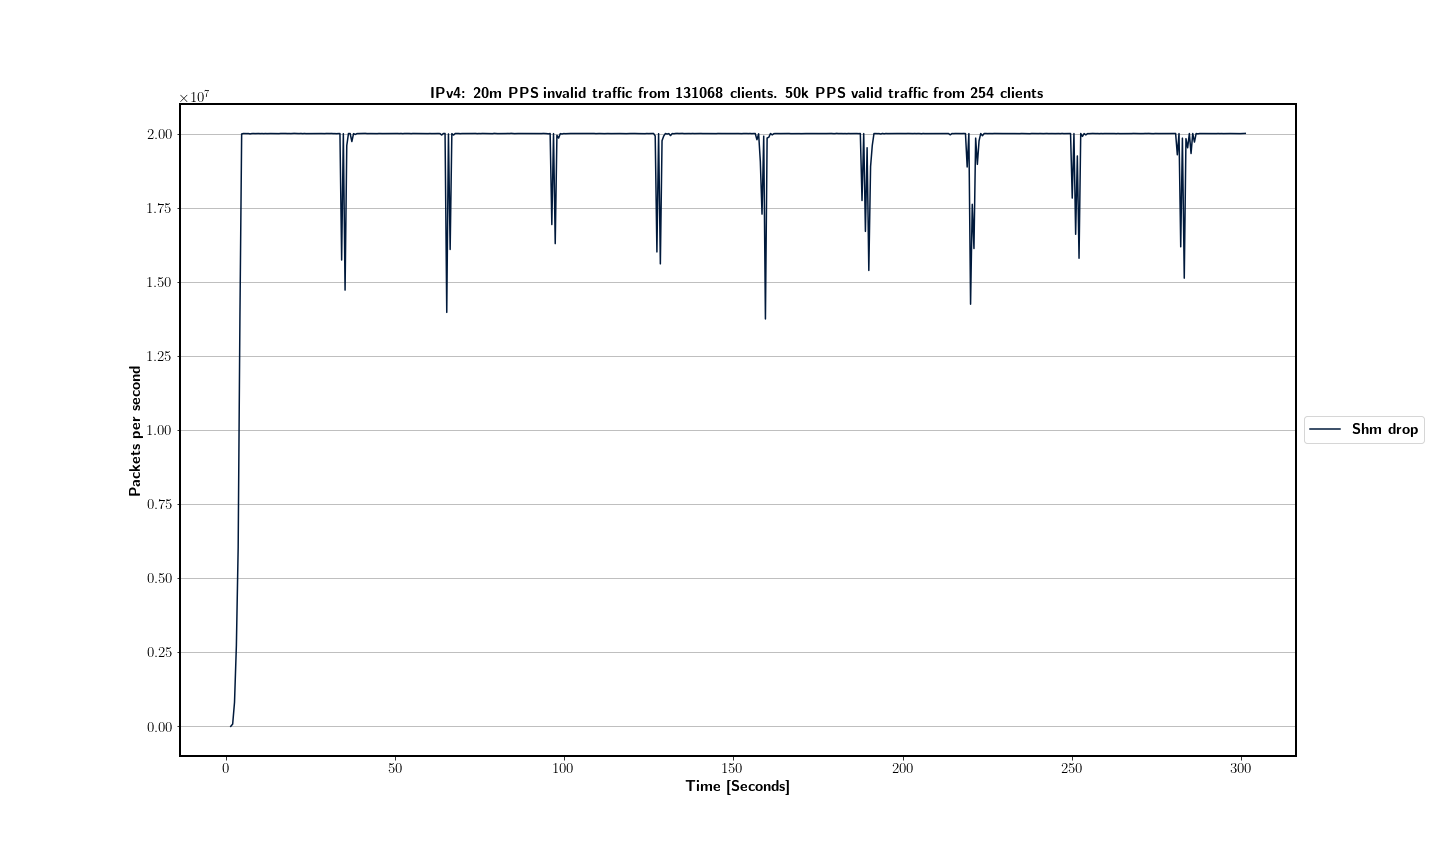 IPv4: 20m PPS invalid traffic from 131068 clients. 50k PPS valid traffic from 254 clients
×10⁷
2.00
1.75
1.50
1.25
1.00
0.75
0.50
0.25
0.00
Packets per second
Shm drop
0 50 100 150 200 250 300
Time [Seconds]